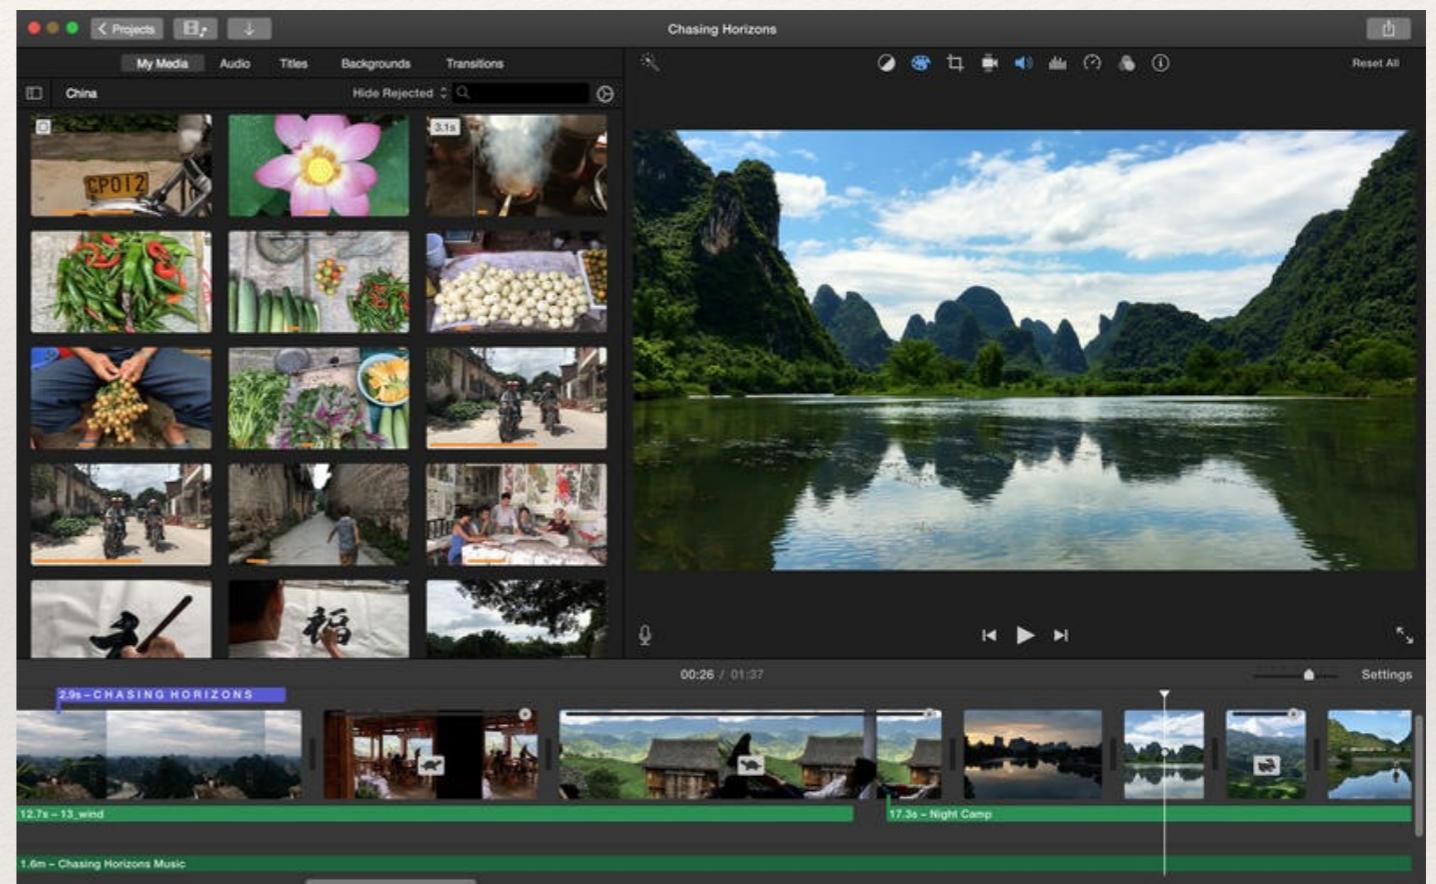 Projects
Chasing Horizons
My Media
Audio
Titles
Backgrounds
Transitions
Reset All
China
Hide Rejected
CP012
3.1s
福
00:26 / 01:37
Settings
2.9s – CHASING HORIZONS
12.7s – 13_wind
17.3s – Night Camp
1.6m – Chasing Horizons Music